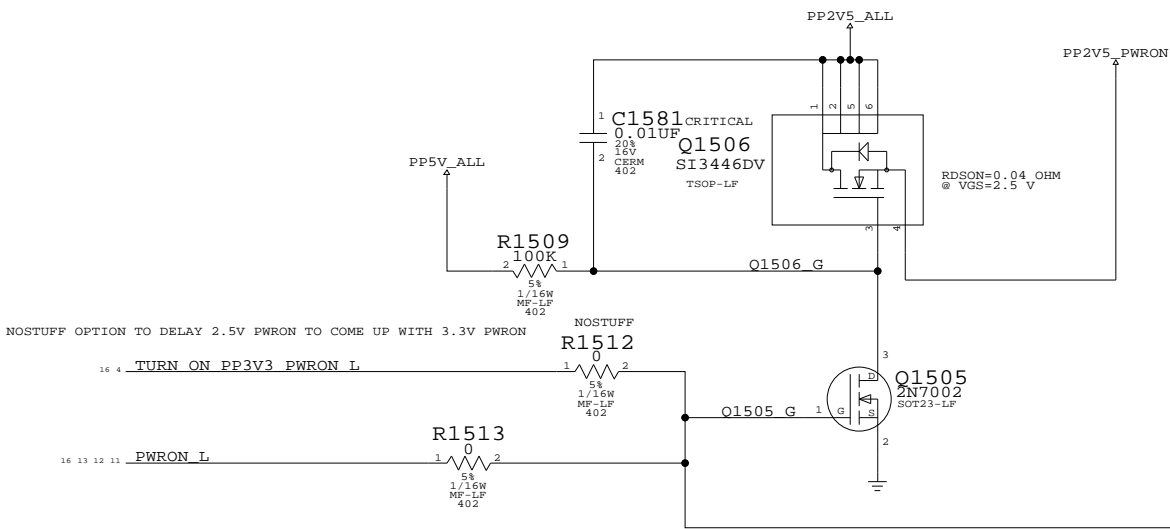 PP2V5_ALL
PP2V5_PWRON
1 2 5 6
1
C1581
CRITICAL
0.01UF
20%
16V
CERM
402
2
Q1506
SI3446DV
TSOP-LF
RDSON=0.04 OHM
@ VGS=2.5 V
3 4
PP5V_ALL
R1509
100K
2 1
5%
1/16W
MF-LF
402
Q1506_G
NOSTUFF OPTION TO DELAY 2.5V PWRON TO COME UP WITH 3.3V PWRON
NOSTUFF
R1512
0
16 4 TURN_ON_PP3V3_PWRON_L
1 2
5%
1/16W
MF-LF
402
3
D
Q1505
2N7002
SOT23-LF
Q1505_G
1 G S
2
R1513
0
16 13 12 11 PWRON_L
1 2
5%
1/16W
MF-LF
402